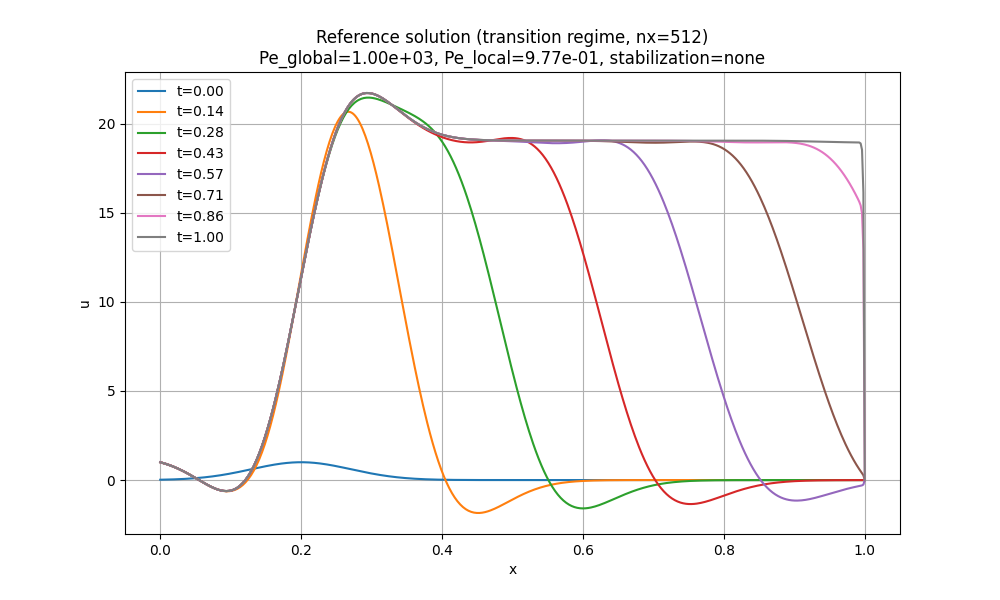 Reference solution (transition regime, nx=512)
Pe_global=1.00e+03, Pe_local=9.77e-01, stabilization=none
t=0.00
t=0.14
t=0.28
t=0.43
t=0.57
t=0.71
t=0.86
t=1.00
u
20
15
10
5
0
0.0 0.2 0.4 0.6 0.8 1.0
x